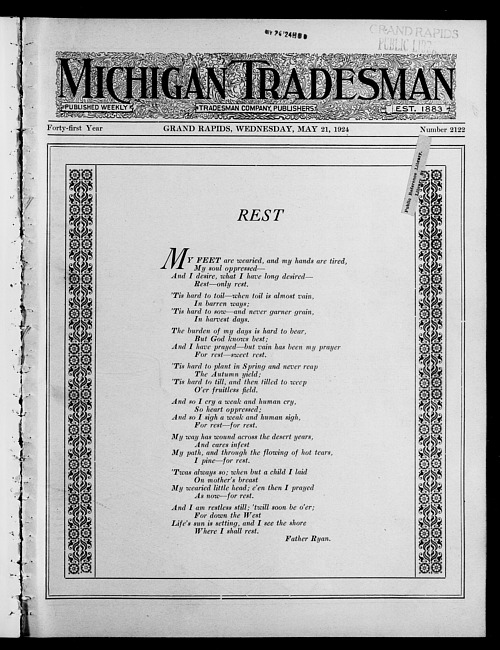 MY 24 '24
GRAND RAPIDS
PUBLIC
MICHIGAN TRADESMAN
PUBLISHED WEEKLY
TRADESMAN COMPANY, PUBLISHERS
EST. 1883
Forty-first Year
GRAND RAPIDS, WEDNESDAY, MAY 21, 1924
Number 2122
Public Reference Library,
REST
MY FEET are wearied, and my hands are tired,
My soul oppressed—
And I desire, what I have long desired—
Rest—only rest.
'Tis hard to toil—when toil is almost vain,
In barren ways;
'Tis hard to sow—and never garner grain,
In harvest days.
The burden of my days is hard to bear,
But God knows best;
And I have prayed—but vain has been my prayer
For rest—sweet rest.
'Tis hard to plant in Spring and never reap
The Autumn yield;
'Tis hard to till, and then tilled to weep
O'er fruitless field.
And so I cry a weak and human cry,
So heart oppressed;
And so I sigh a weak and human sigh,
For rest—for rest.
My way has wound across the desert years,
And cares infest
My path, and through the flowing of hot tears,
I pine—for rest.
'Twas always so; when but a child I laid
On mother's breast
My wearied little head; e'en then I prayed
As now—for rest.
And I am restless still; 'twill soon be o'er;
For down the West
Life's sun is setting, and I see the shore
Where I shall rest.
Father Ryan.